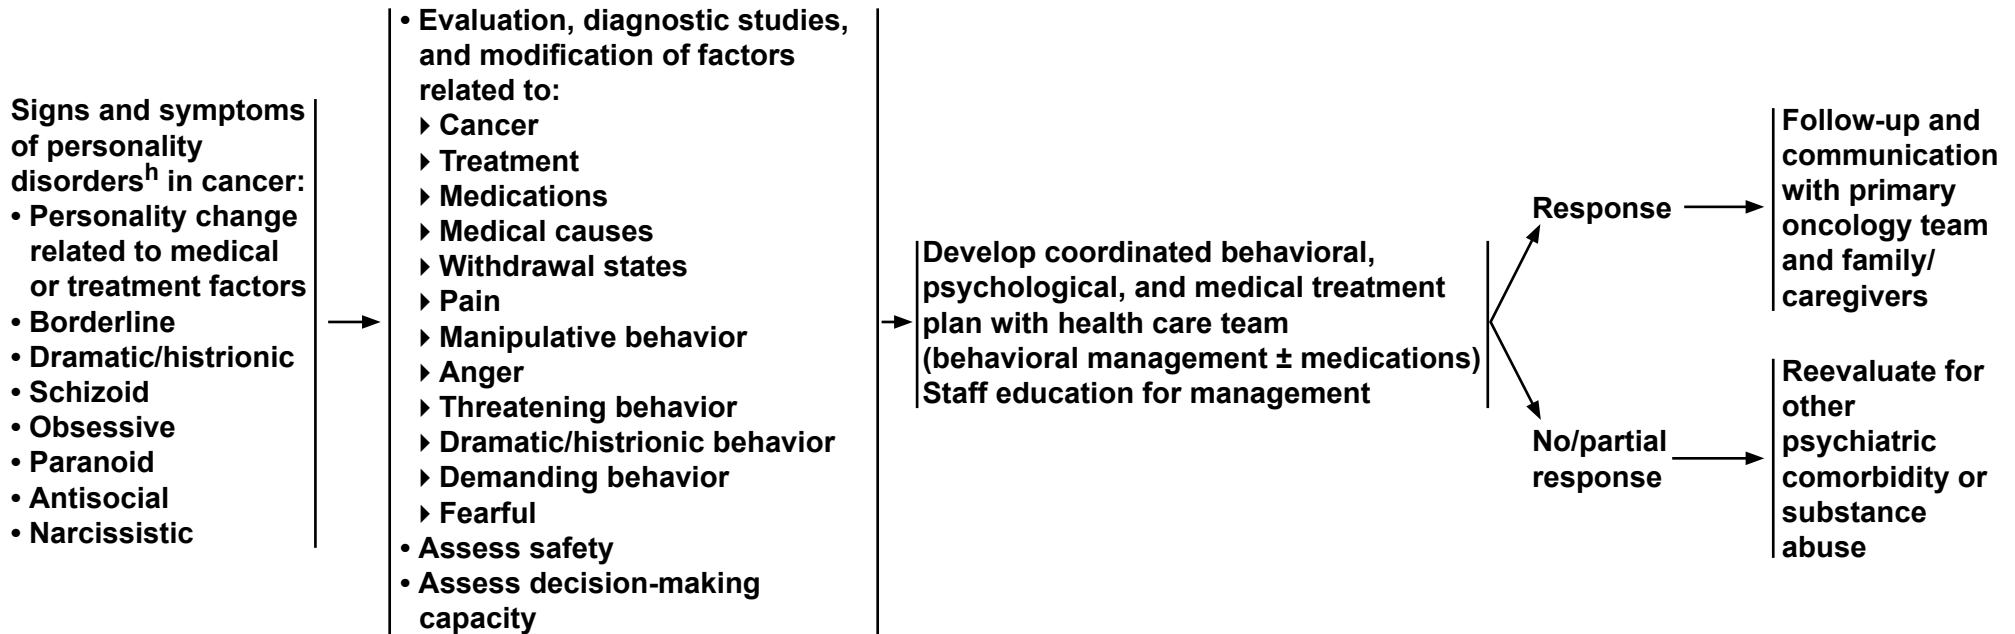 Signs and symptoms
of personality
disordersʰ in cancer:
• Personality change
related to medical
or treatment factors
• Borderline
• Dramatic/histrionic
• Schizoid
• Obsessive
• Paranoid
• Antisocial
• Narcissistic
• Evaluation, diagnostic studies,
and modification of factors
related to:
▸ Cancer
▸ Treatment
▸ Medications
▸ Medical causes
▸ Withdrawal states
▸ Pain
▸ Manipulative behavior
▸ Anger
▸ Threatening behavior
▸ Dramatic/histrionic behavior
▸ Demanding behavior
▸ Fearful
• Assess safety
• Assess decision-making
capacity
Develop coordinated behavioral,
psychological, and medical treatment
plan with health care team
(behavioral management ± medications)
Staff education for management
Response
Follow-up and
communication
with primary
oncology team
and family/
caregivers
No/partial
response
Reevaluate for
other
psychiatric
comorbidity or
substance
abuse